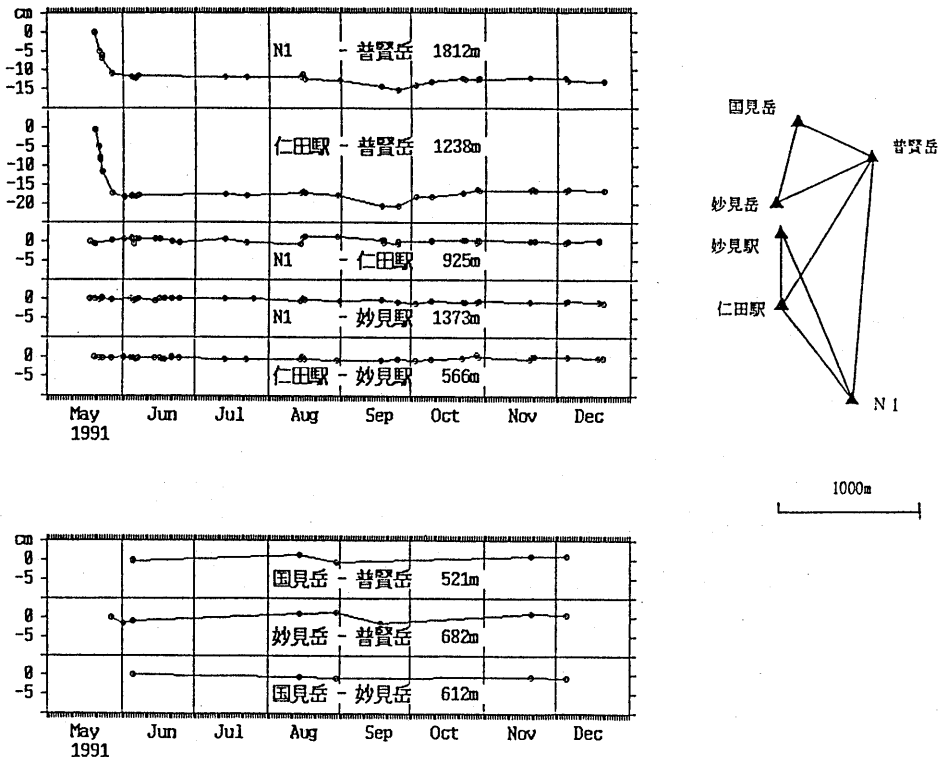 cm
0
-5
-10
-15
N1 - 普賢岳 1812m
0
-5
-10
-15
-20
仁田駅 - 普賢岳 1238m
0
-5
N1 - 仁田駅 925m
0
-5
N1 - 妙見駅 1373m
0
-5
仁田駅 - 妙見駅 566m
May Jun Jul Aug Sep Oct Nov Dec
1991
国見岳
普賢岳
妙見岳
妙見駅
仁田駅
N1
1000m
cm
0
-5
国見岳 - 普賢岳 521m
0
-5
妙見岳 - 普賢岳 682m
0
-5
国見岳 - 妙見岳 612m
May Jun Jul Aug Sep Oct Nov Dec
1991